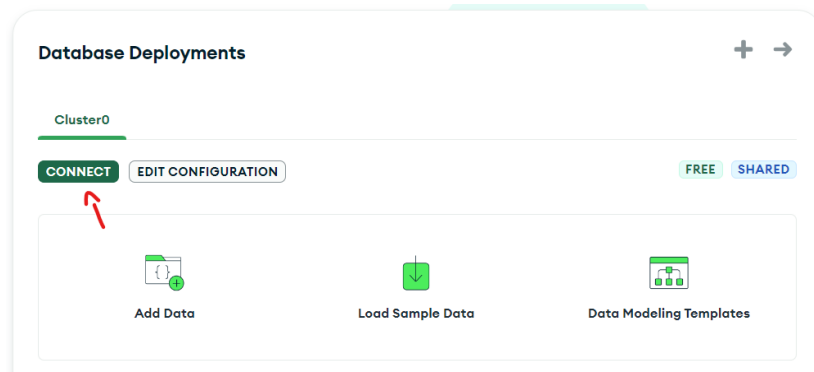 Database Deployments
Cluster0
CONNECT EDIT CONFIGURATION FREE SHARED
{ }
Add Data Load Sample Data Data Modeling Templates